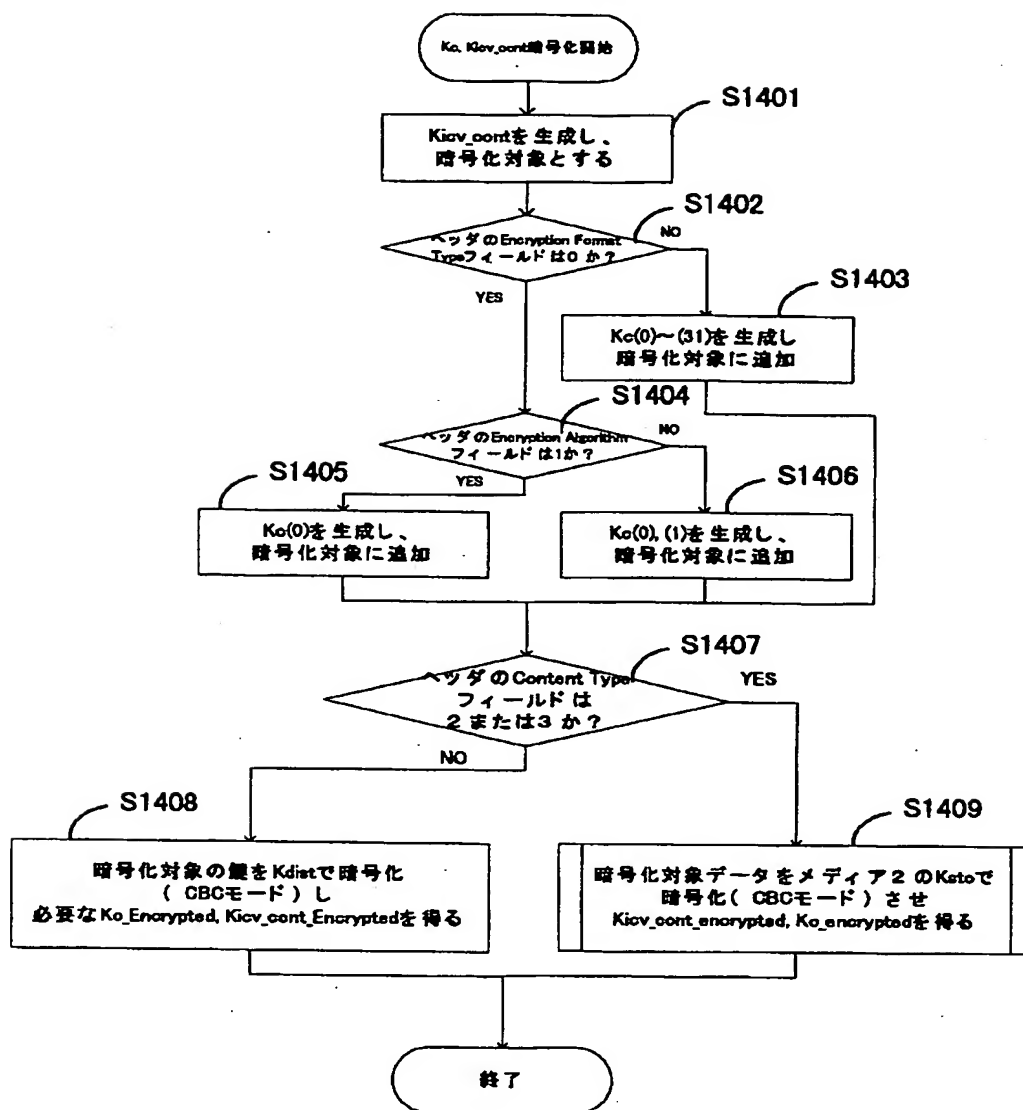 Kc, Kicv_cont暗号化開始
S1401
Kicv_contを生成し、
暗号化対象とする
S1402
ヘッダのEncryption Format
Typeフィールドは0か?
NO
YES
S1403
Kc(0)~(31)を生成し
暗号化対象に追加
S1404
ヘッダのEncryption Algorithm
フィールドは1か?
NO
YES
S1405
Kc(0)を生成し、
暗号化対象に追加
S1406
Kc(0), (1)を生成し、
暗号化対象に追加
S1407
ヘッダのContent Type
フィールドは
2または3か?
YES
NO
S1408
暗号化対象の鍵をKdistで暗号化
(CBCモード)し
必要なKc_Encrypted, Kicv_cont_Encryptedを得る
S1409
暗号化対象データをメディア2のKstoで
暗号化(CBCモード)させ
Kicv_cont_encrypted, Kc_encryptedを得る
終了